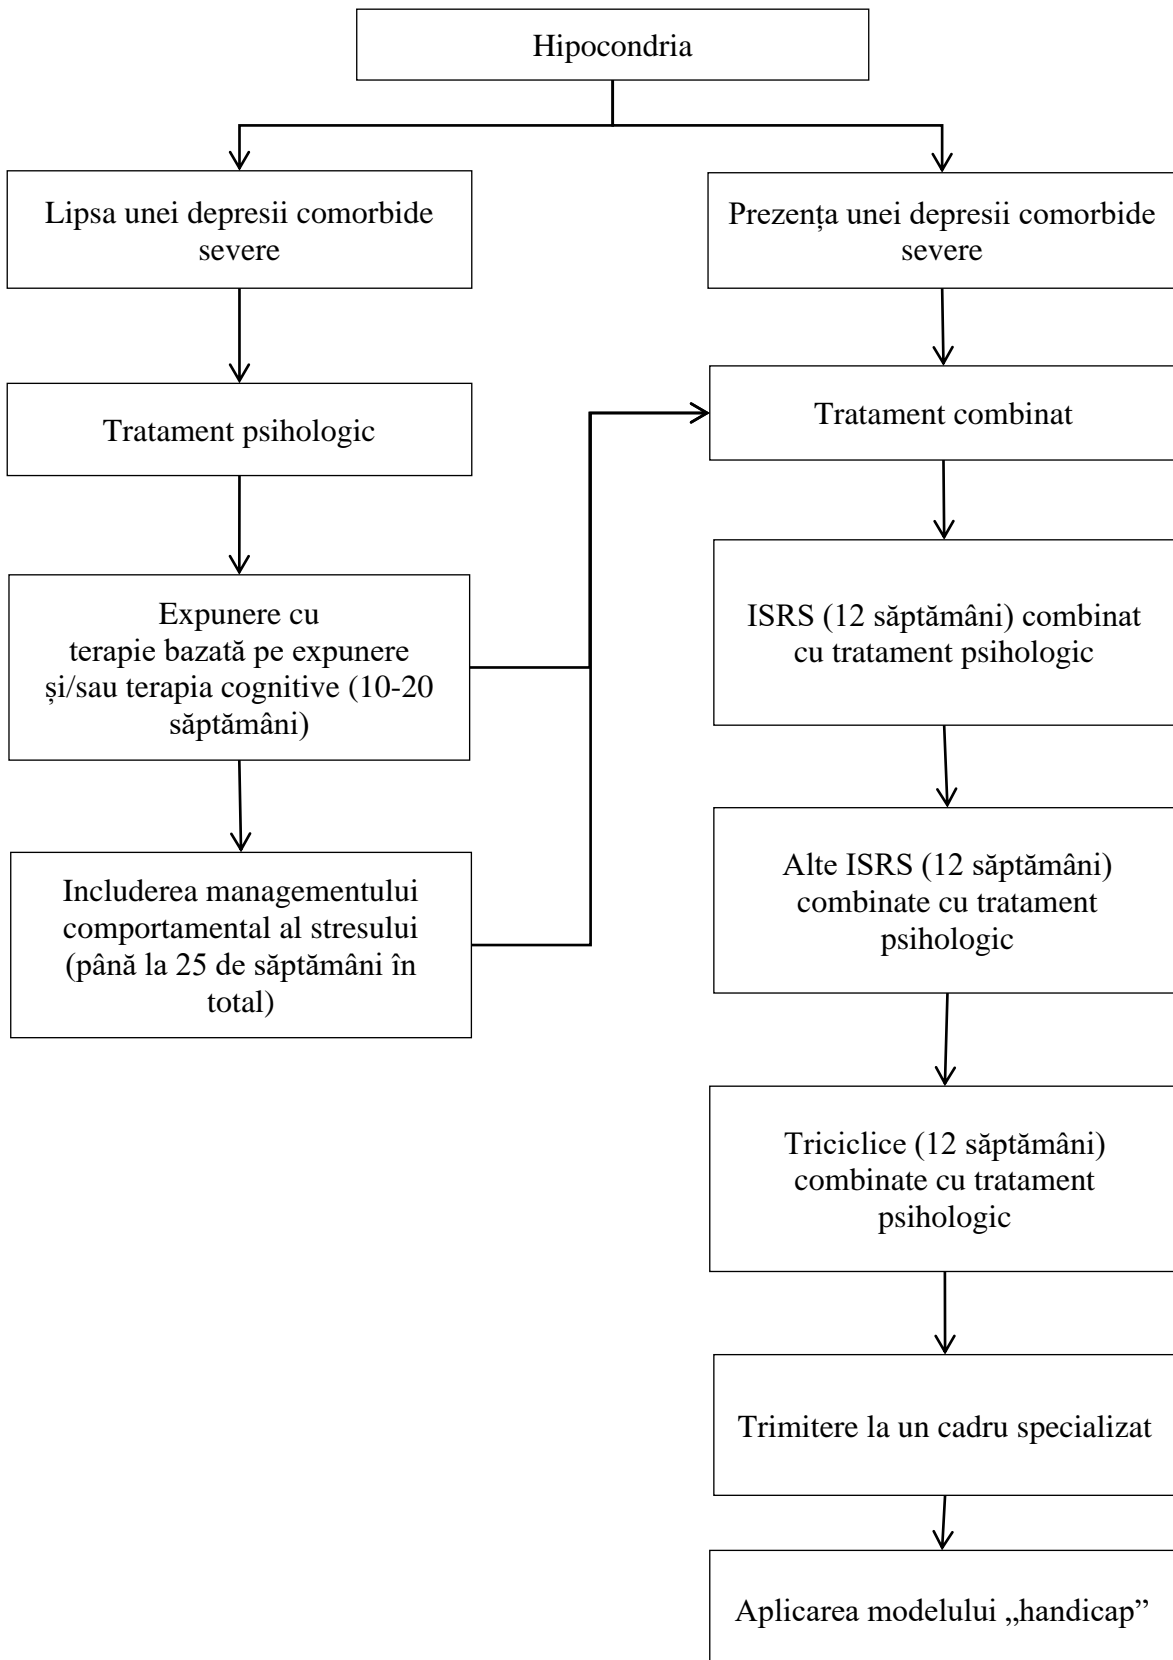 Hipocondria
Lipsa unei depresii comorbide
severe
Prezența unei depresii comorbide
severe
Tratament psihologic
Tratament combinat
Expunere cu
terapie bazată pe expunere
și/sau terapia cognitive (10-20
săptămâni)
ISRS (12 săptămâni) combinat
cu tratament psihologic
Includerea managementului
comportamental al stresului
(până la 25 de săptămâni în
total)
Alte ISRS (12 săptămâni)
combinate cu tratament
psihologic
Triciclice (12 săptămâni)
combinate cu tratament
psihologic
Trimitere la un cadru specializat
Aplicarea modelului „handicap”